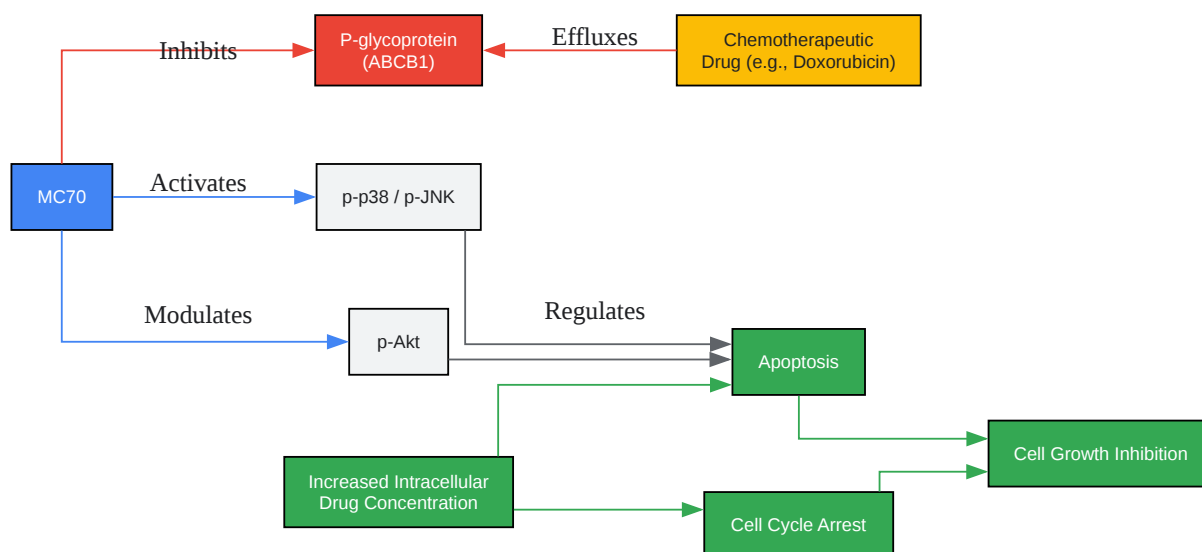 Inhibits
P-glycoprotein
(ABCB1)
Effluxes
Chemotherapeutic
Drug (e.g., Doxorubicin)
MC70
Activates
p-p38 / p-JNK
Modulates
p-Akt
Regulates
Apoptosis
Increased Intracellular
Drug Concentration
Cell Cycle Arrest
Cell Growth Inhibition